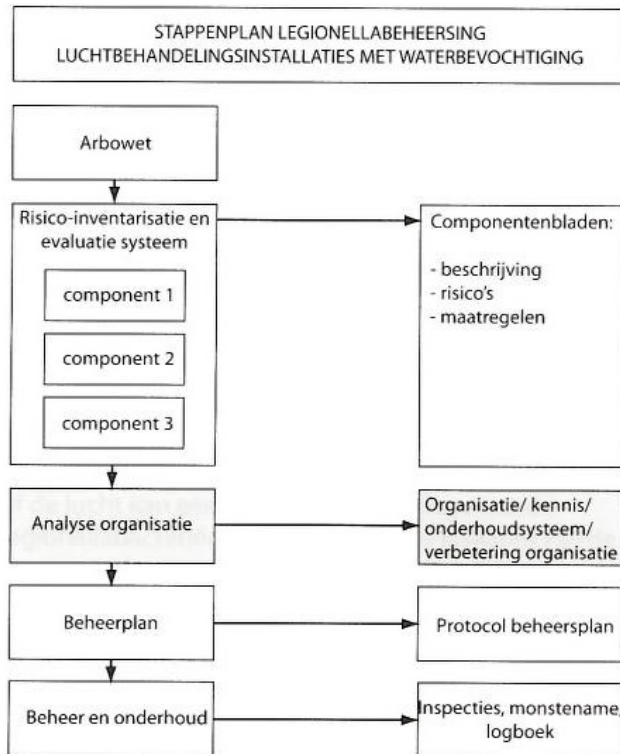 STAPPENPLAN LEGIONELLABEHEERSING
LUCHTBEHANDELINGSINSTALLATIES MET WATERBEVOCHTIGING
Arbowet
Risico-inventarisatie en
evaluatie systeem
component 1
component 2
component 3
Componentenbladen:
- beschrijving
- risico's
- maatregelen
Analyse organisatie
Organisatie/ kennis/
onderhoudsysteem/
verbetering organisatie
Beheerplan
Protocol beheersplan
Beheer en onderhoud
Inspecties, monstename,
logboek